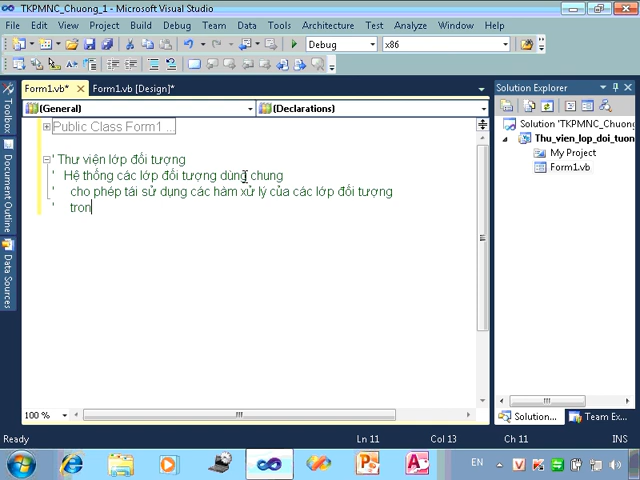 TKPMNC_Chuong_1 - Microsoft Visual Studio
File Edit View Project Build Debug Team Data Tools Architecture Test Analyze Window Help
Debug x86
Form1.vb* Form1.vb [Design]*
(General) (Declarations)
Public Class Form1 ...
' Thư viện lớp đối tượng
' Hệ thống các lớp đối tượng dùng chung
' cho phép tái sử dụng các hàm xử lý của các lớp đối tượng
' tron
100 %
Toolbox
Document Outline
Data Sources
Solution Explorer
Solution 'TKPMNC_Chuong
Thu_vien_lop_doi_tuon
My Project
Form1.vb
Solution... Team Ex...
Ready Ln 11 Col 13 Ch 11 INS
EN